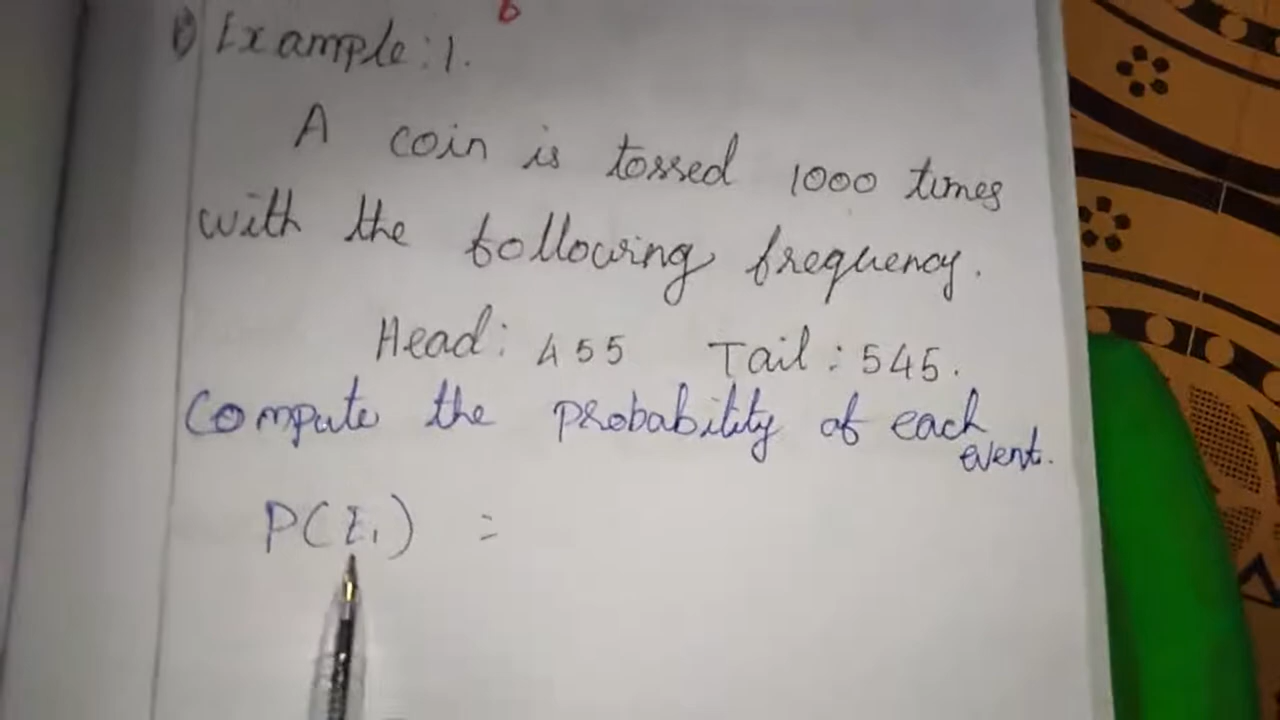 Example: 1.
A coin is tossed 1000 times
with the following frequency.
Head: 455 Tail: 545.
Compute the probability of each
event.
P(E₁) =